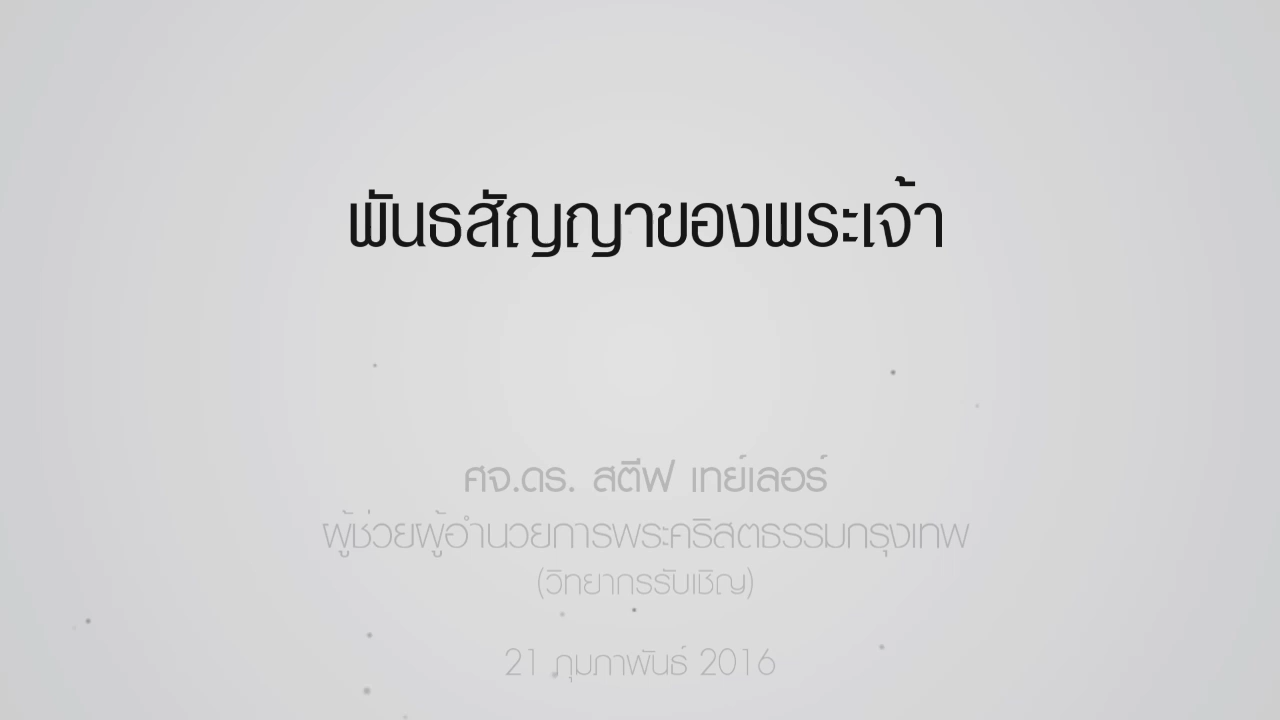 พันธสัญญาของพระเจ้า
ศจ.ดร. สตีฟ เทย์เลอร์
ผู้ช่วยผู้อำนวยการพระคริสตธรรมกรุงเทพ
(วิทยากรรับเชิญ)
21 กุมภาพันธ์ 2016